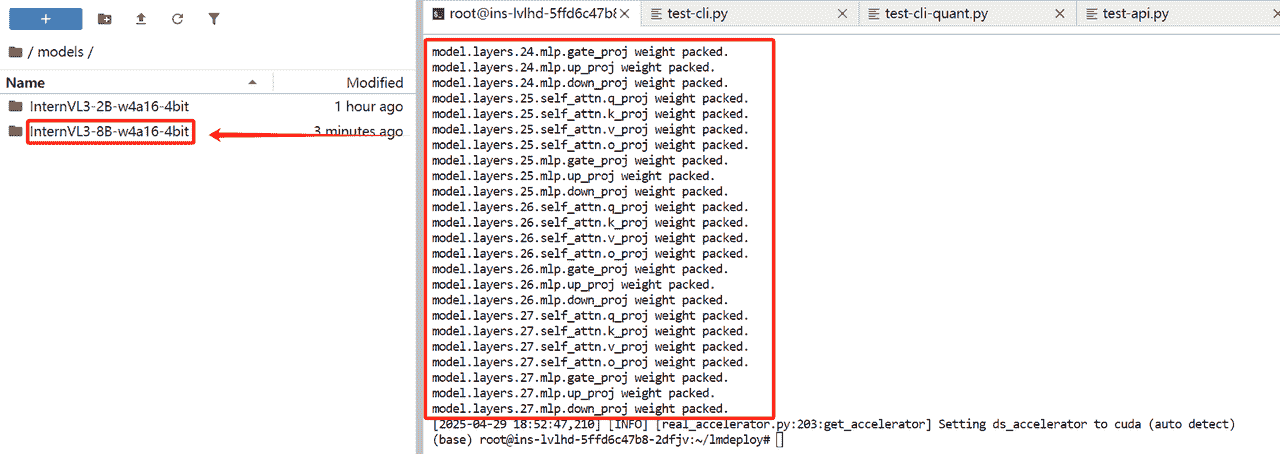 / models /
Name Modified
InternVL3-2B-w4a16-4bit 1 hour ago
InternVL3-8B-w4a16-4bit 3 minutes ago
root@ins-lvlhd-5ffd6c47b8 test-cli.py test-cli-quant.py test-api.py
model.layers.24.mlp.gate_proj weight packed.
model.layers.24.mlp.up_proj weight packed.
model.layers.24.mlp.down_proj weight packed.
model.layers.25.self_attn.q_proj weight packed.
model.layers.25.self_attn.k_proj weight packed.
model.layers.25.self_attn.v_proj weight packed.
model.layers.25.self_attn.o_proj weight packed.
model.layers.25.mlp.gate_proj weight packed.
model.layers.25.mlp.up_proj weight packed.
model.layers.25.mlp.down_proj weight packed.
model.layers.26.self_attn.q_proj weight packed.
model.layers.26.self_attn.k_proj weight packed.
model.layers.26.self_attn.v_proj weight packed.
model.layers.26.self_attn.o_proj weight packed.
model.layers.26.mlp.gate_proj weight packed.
model.layers.26.mlp.up_proj weight packed.
model.layers.26.mlp.down_proj weight packed.
model.layers.27.self_attn.q_proj weight packed.
model.layers.27.self_attn.k_proj weight packed.
model.layers.27.self_attn.v_proj weight packed.
model.layers.27.self_attn.o_proj weight packed.
model.layers.27.mlp.gate_proj weight packed.
model.layers.27.mlp.up_proj weight packed.
model.layers.27.mlp.down_proj weight packed.
[2025-04-29 18:52:47,210] [INFO] [real_accelerator.py:203:get_accelerator] Setting ds_accelerator to cuda (auto detect)
(base) root@ins-lvlhd-5ffd6c47b8-2dfjv:~/lmdeploy#